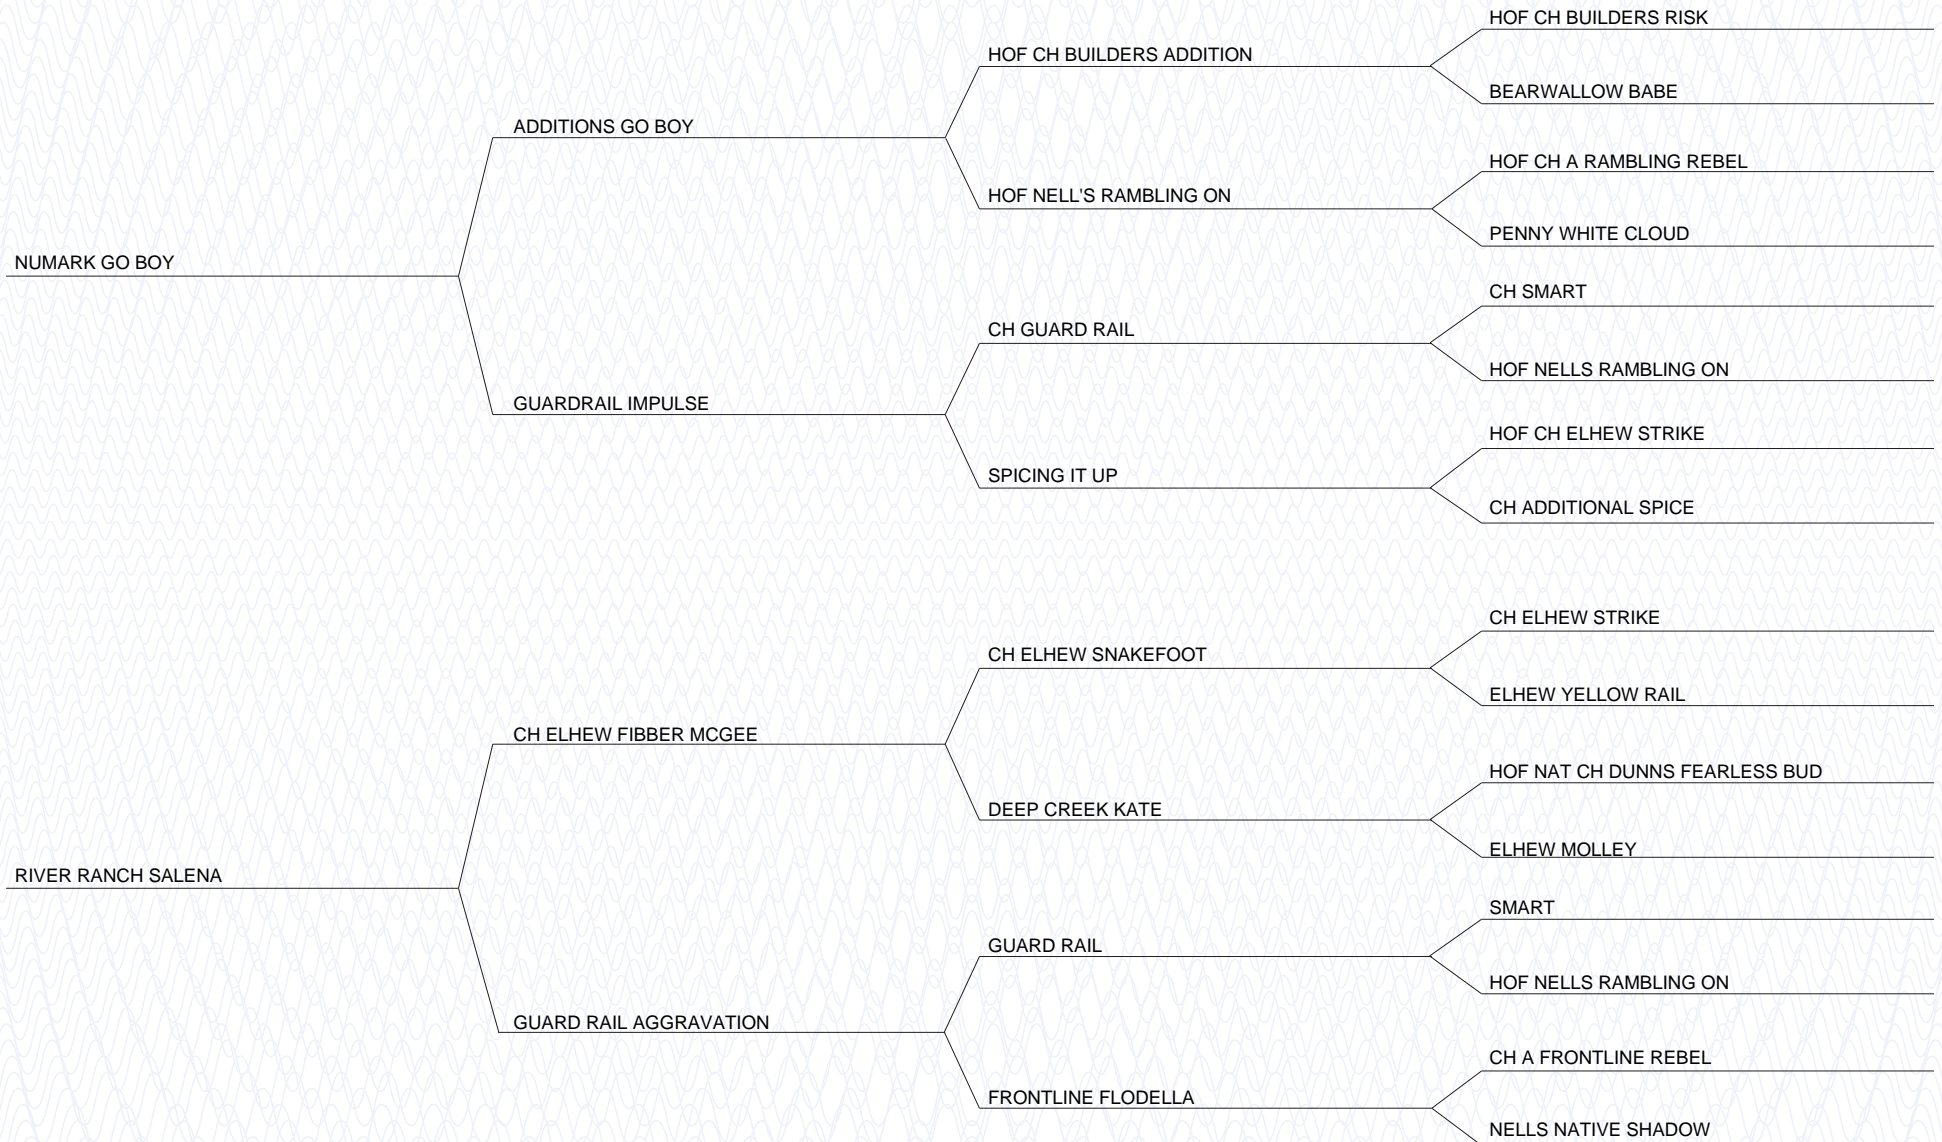 HOF CH BUILDERS RISK
HOF CH BUILDERS ADDITION
BEARWALLOW BABE
ADDITIONS GO BOY
HOF CH A RAMBLING REBEL
HOF NELL'S RAMBLING ON
PENNY WHITE CLOUD
NUMARK GO BOY
CH SMART
CH GUARD RAIL
HOF NELLS RAMBLING ON
GUARDRAIL IMPULSE
HOF CH ELHEW STRIKE
SPICING IT UP
CH ADDITIONAL SPICE
CH ELHEW STRIKE
CH ELHEW SNAKEFOOT
ELHEW YELLOW RAIL
CH ELHEW FIBBER MCGEE
HOF NAT CH DUNNS FEARLESS BUD
DEEP CREEK KATE
ELHEW MOLLEY
RIVER RANCH SALENA
SMART
GUARD RAIL
HOF NELLS RAMBLING ON
GUARD RAIL AGGRAVATION
CH A FRONTLINE REBEL
FRONTLINE FLODELLA
NELLS NATIVE SHADOW